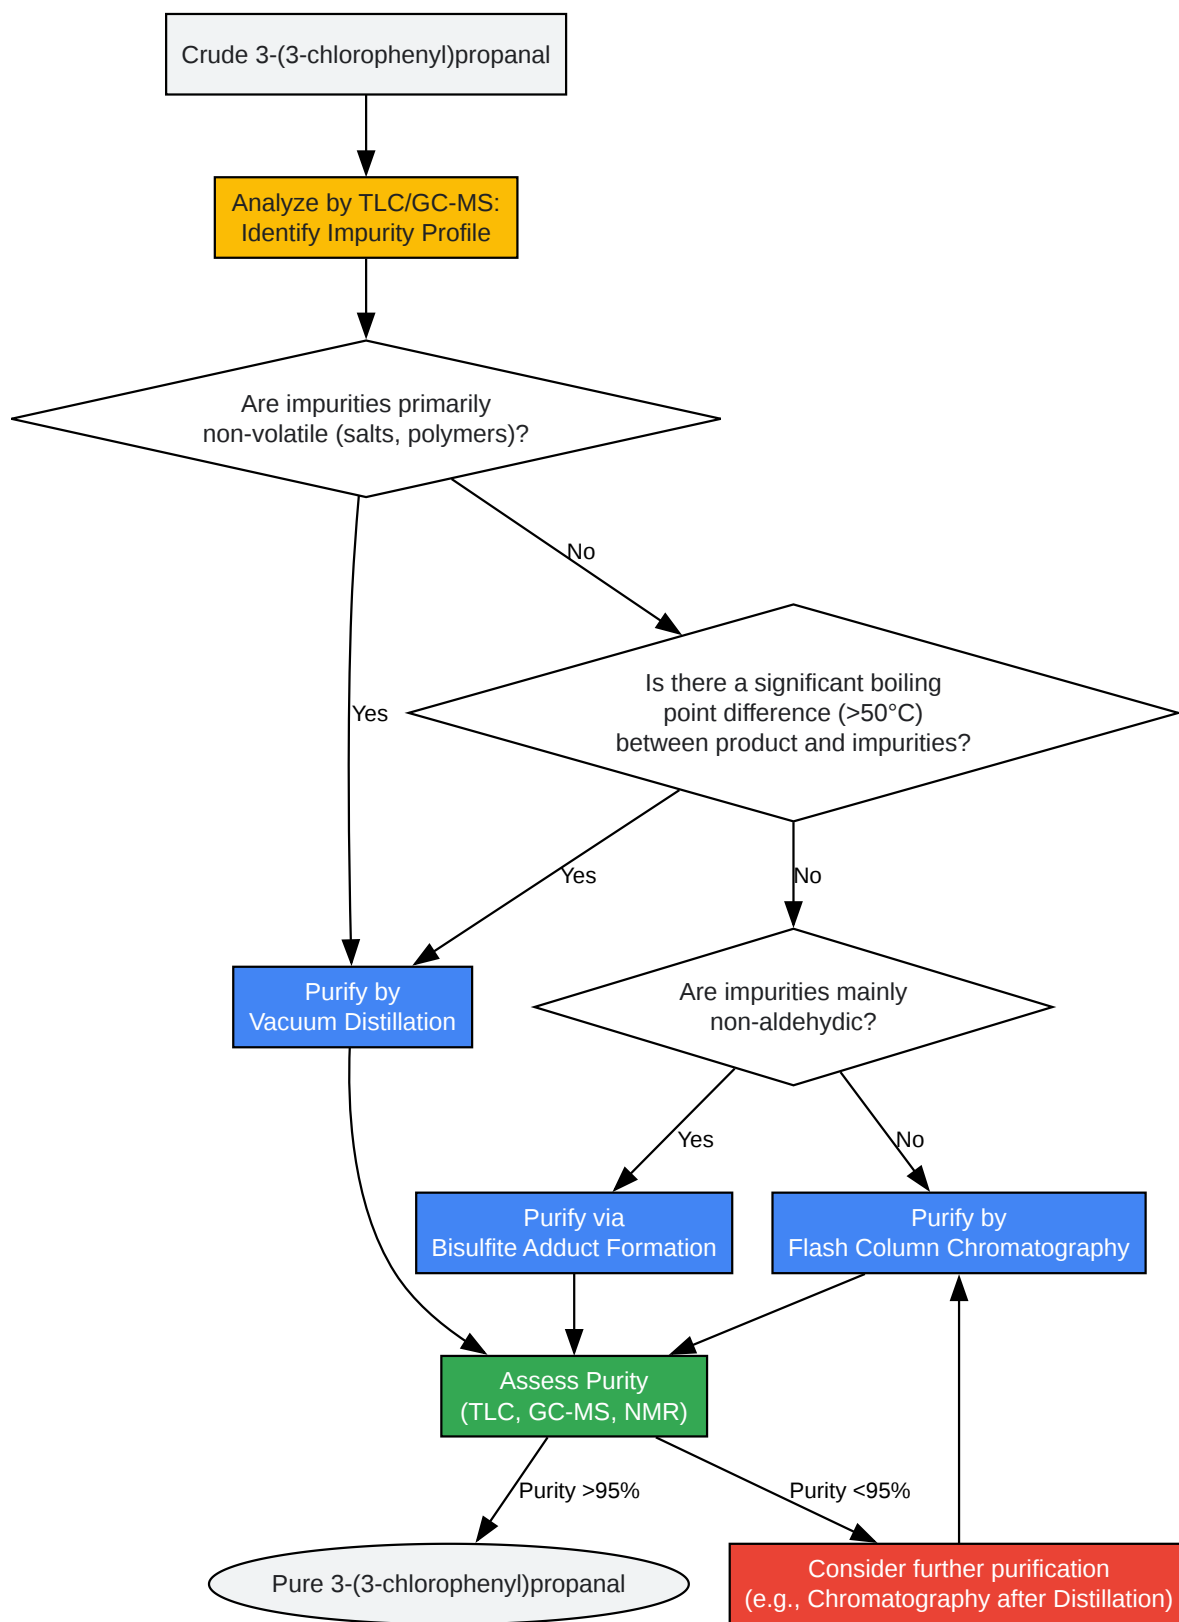 Crude 3-(3-chlorophenyl)propanal
Analyze by TLC/GC-MS:
Identify Impurity Profile
Are impurities primarily
non-volatile (salts, polymers)?
No
Is there a significant boiling
point difference (>50°C)
between product and impurities?
Yes
Yes
No
Purify by
Vacuum Distillation
Are impurities mainly
non-aldehydic?
Yes
No
Purify via
Bisulfite Adduct Formation
Purify by
Flash Column Chromatography
Assess Purity
(TLC, GC-MS, NMR)
Purity >95%
Purity <95%
Pure 3-(3-chlorophenyl)propanal
Consider further purification
(e.g., Chromatography after Distillation)